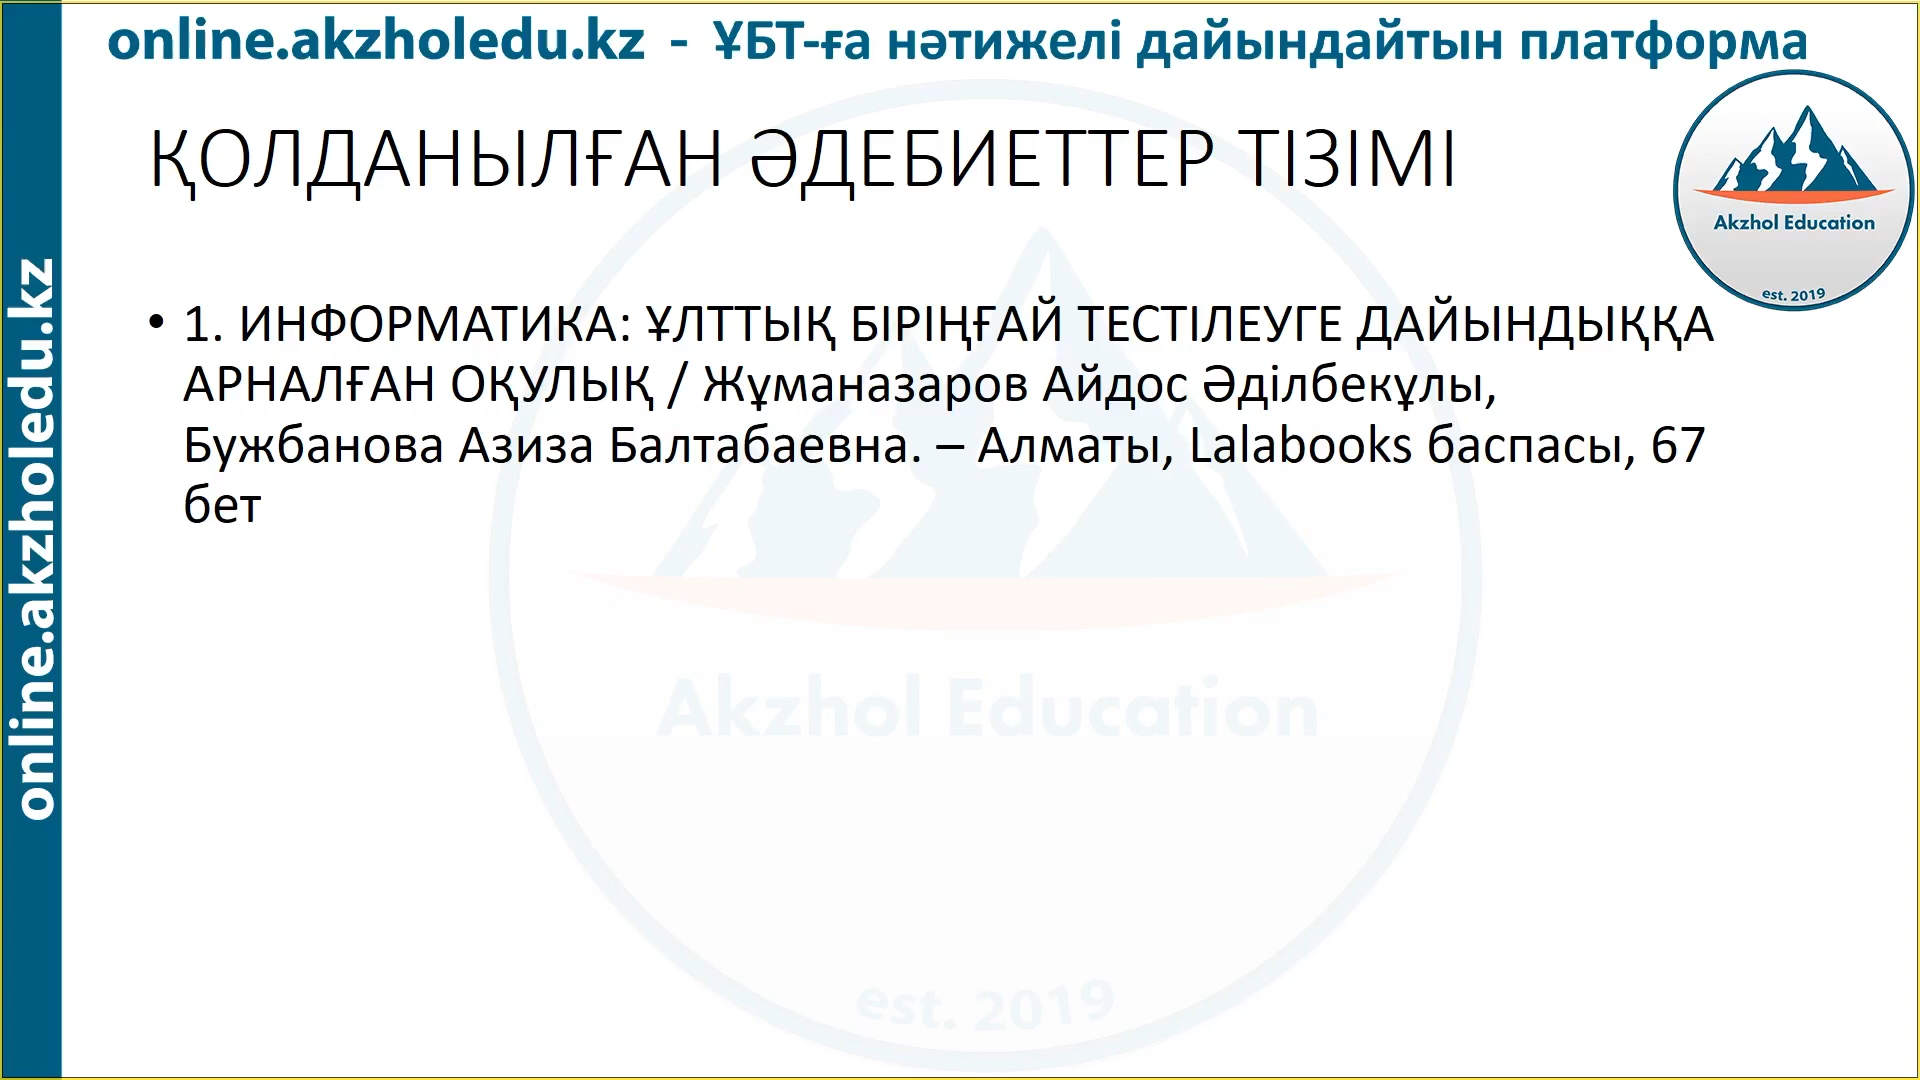 online.akzholedu.kz - ҰБТ-ға нәтижелі дайындайтын платформа
ҚОЛДАНЫЛҒАН ӘДЕБИЕТТЕР ТІЗІМІ
Akzhol Education
est. 2019
• 1. ИНФОРМАТИКА: ҰЛТТЫҚ БІРІҢҒАЙ ТЕСТІЛЕУГЕ ДАЙЫНДЫҚҚА
АРНАЛҒАН ОҚУЛЫҚ / Жұманазаров Айдос Әділбекұлы,
Бужбанова Азиза Балтабаевна. – Алматы, Lalabooks баспасы, 67
бет
online.akzholedu.kz
Akzhol Education
est. 2019